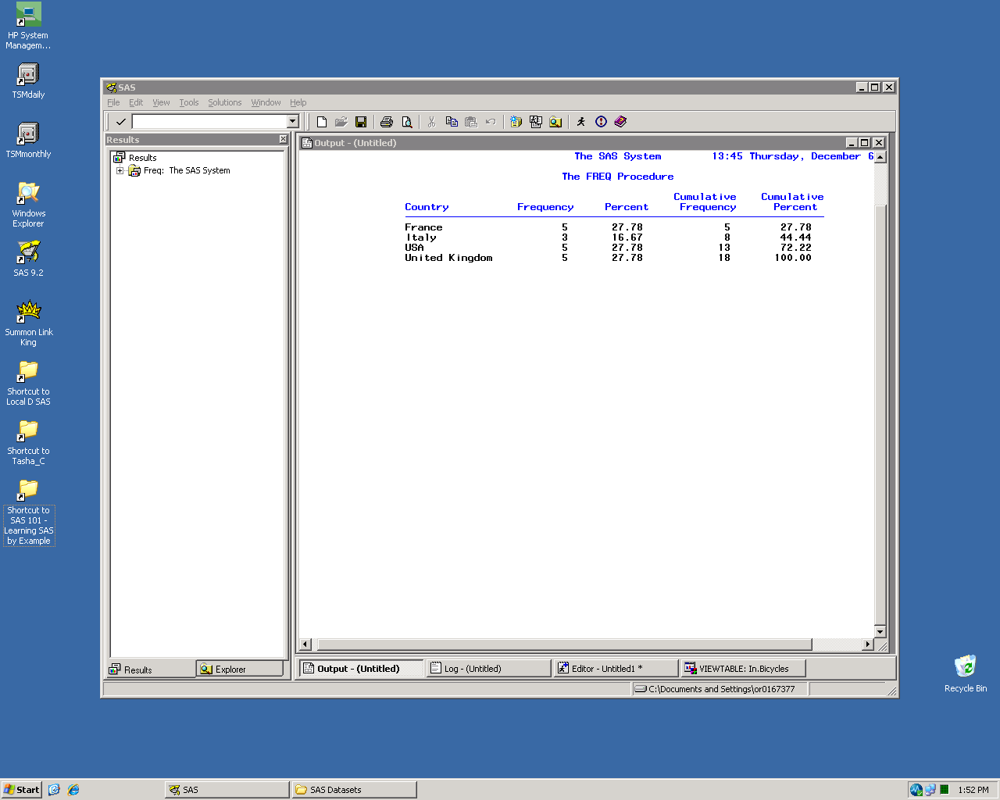 HP System
Managem...
TSMdaily
TSMmonthly
Windows
Explorer
SAS 9.2
Summon Link
King
Shortcut to
Local D SAS
Shortcut to
Tasha_C
Shortcut to
SAS 101 -
Learning SAS
by Example
SAS
File Edit View Tools Solutions Window Help
Results
Results
Freq: The SAS System
Output - (Untitled)
The SAS System 13:45 Thursday, December 6
The FREQ Procedure
Cumulative Cumulative
Country Frequency Percent Frequency Percent
France 5 27.78 5 27.78
Italy 3 16.67 8 44.44
USA 5 27.78 13 72.22
United Kingdom 5 27.78 18 100.00
Results Explorer
Output - (Untitled) Log - (Untitled) Editor - Untitled1 * VIEWTABLE: In.Bicycles
C:\Documents and Settings\or0167377
Recycle Bin
Start SAS SAS Datasets 1:52 PM